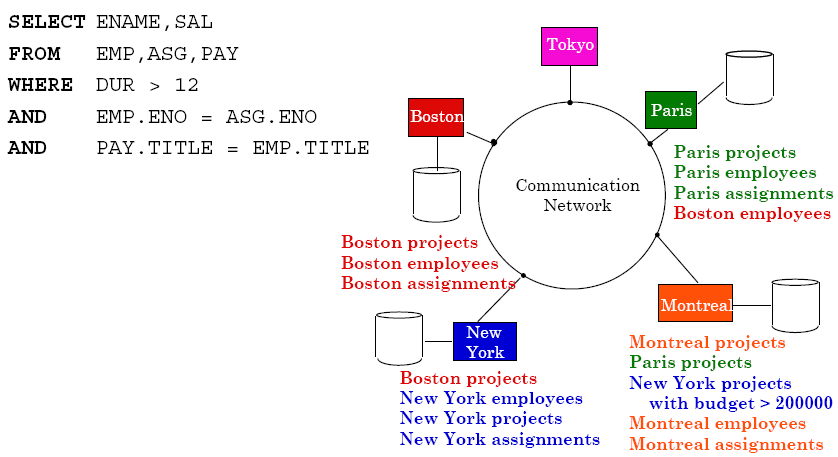 SELECT ENAME,SAL
FROM EMP,ASG,PAY
WHERE DUR > 12
AND EMP.ENO = ASG.ENO
AND PAY.TITLE = EMP.TITLE
Tokyo
Boston
Paris
Communication
Network
Paris projects
Paris employees
Paris assignments
Boston employees
Boston projects
Boston employees
Boston assignments
Montreal
New
York
Boston projects
New York employees
New York projects
New York assignments
Montreal projects
Paris projects
New York projects
with budget > 200000
Montreal employees
Montreal assignments